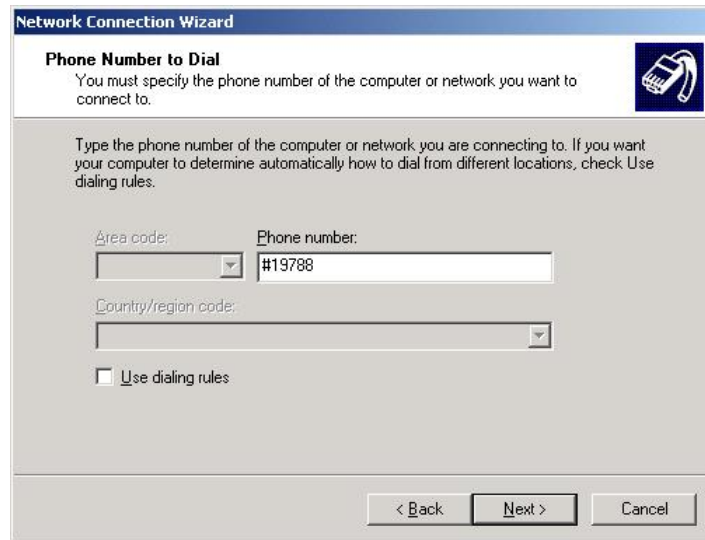 Network Connection Wizard
Phone Number to Dial
You must specify the phone number of the computer or network you want to
connect to.
Type the phone number of the computer or network you are connecting to. If you want
your computer to determine automatically how to dial from different locations, check Use
dialing rules.
Area code: Phone number:
#19788
Country/region code:
Use dialing rules
< Back Next > Cancel